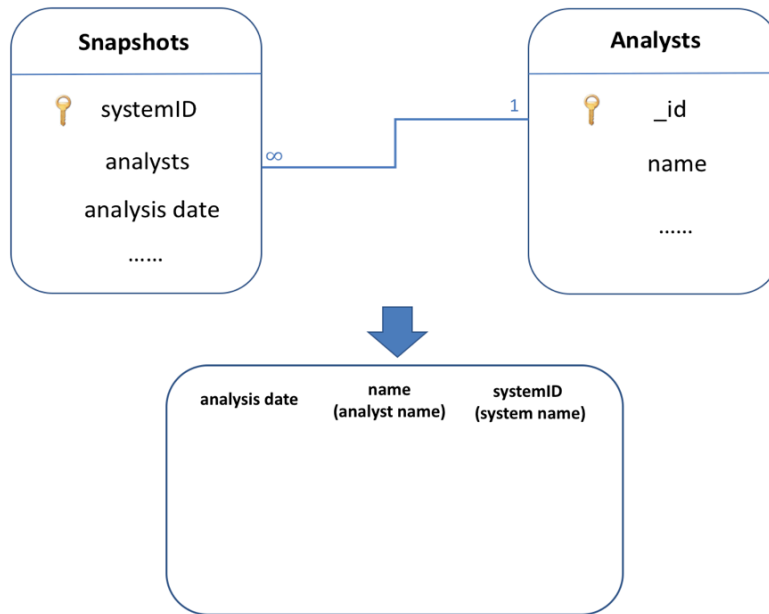 Snapshots
systemID
analysts
analysis date
......
∞
1
Analysts
_id
name
......
analysis date
name
(analyst name)
systemID
(system name)